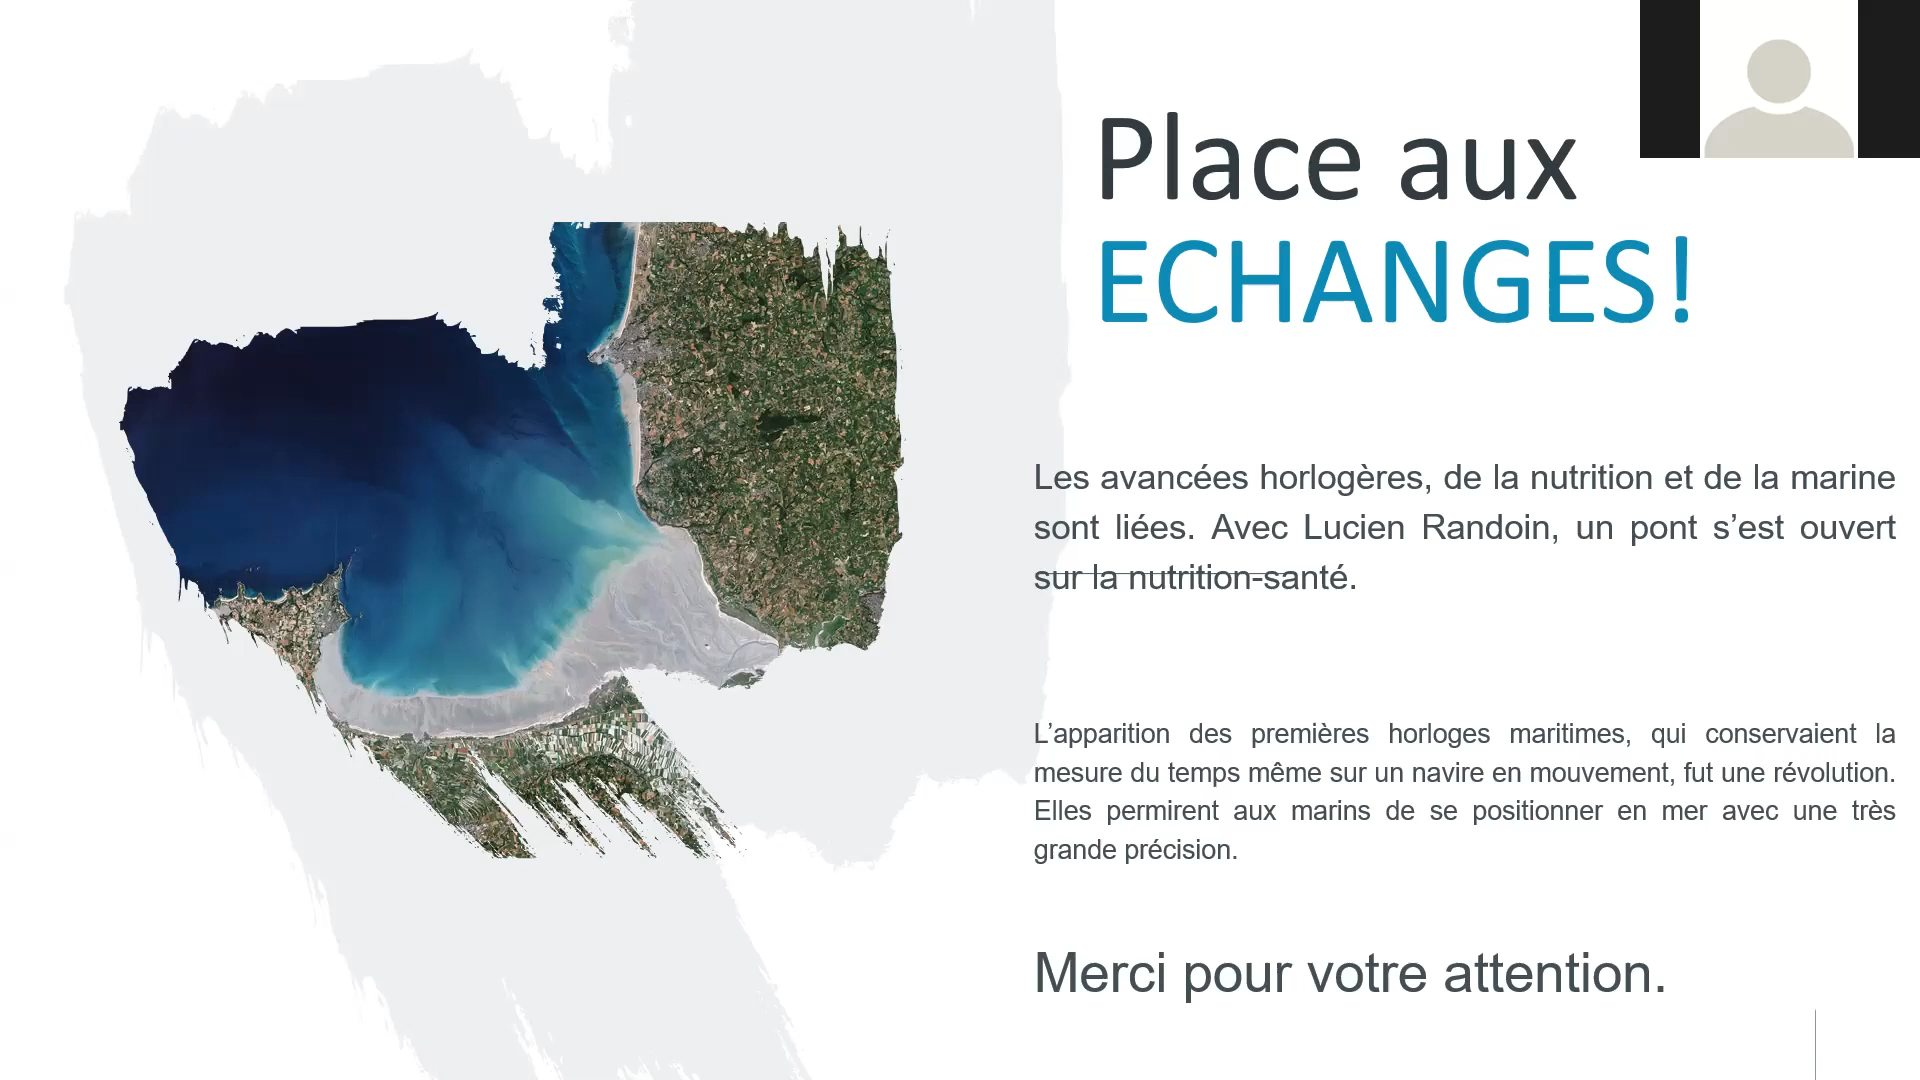 Place aux
ECHANGES!
Les avancées horlogères, de la nutrition et de la marine
sont liées. Avec Lucien Randoin, un pont s’est ouvert
sur la nutrition-santé.
L’apparition des premières horloges maritimes, qui conservaient la
mesure du temps même sur un navire en mouvement, fut une révolution.
Elles permirent aux marins de se positionner en mer avec une très
grande précision.
Merci pour votre attention.